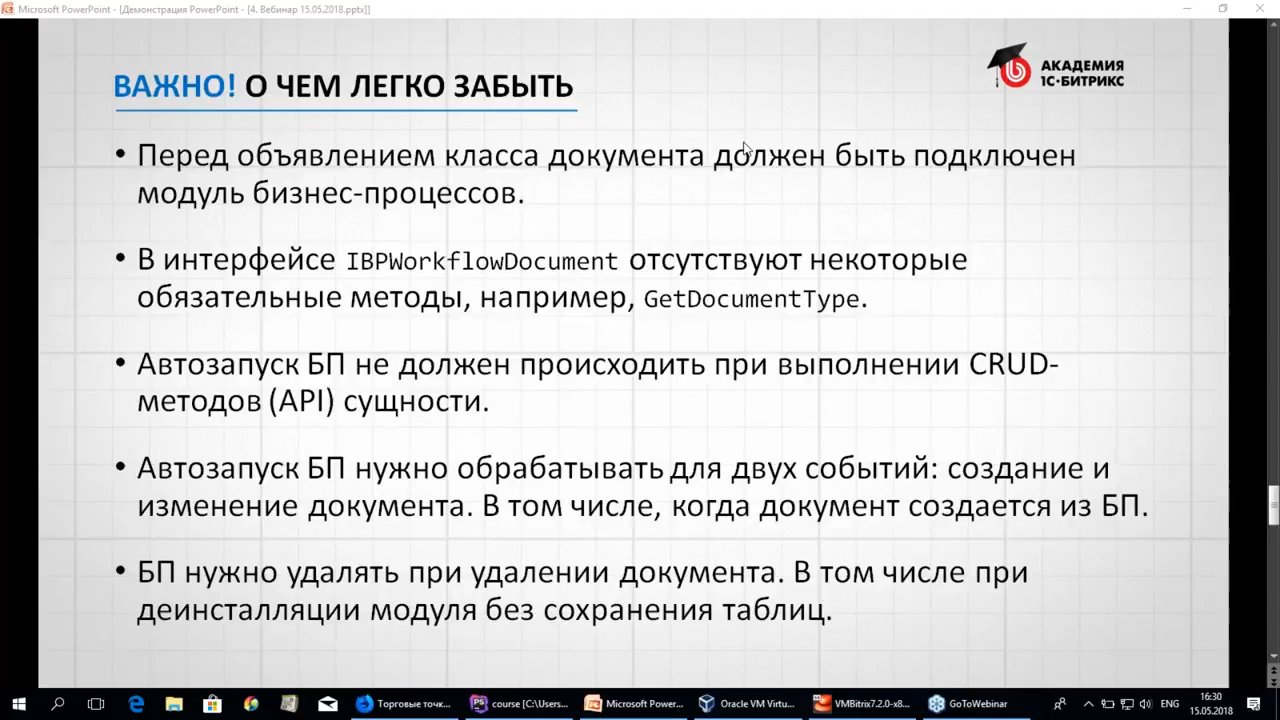 Microsoft PowerPoint - [Демонстрация PowerPoint - [4. Вебинар 15.05.2018.pptx]]
ВАЖНО! О ЧЕМ ЛЕГКО ЗАБЫТЬ
АКАДЕМИЯ
1С-БИТРИКС
• Перед объявлением класса документа должен быть подключен
модуль бизнес-процессов.
• В интерфейсе IBPWorkflowDocument отсутствуют некоторые
обязательные методы, например, GetDocumentType.
• Автозапуск БП не должен происходить при выполнении CRUD-
методов (API) сущности.
• Автозапуск БП нужно обрабатывать для двух событий: создание и
изменение документа. В том числе, когда документ создается из БП.
• БП нужно удалять при удалении документа. В том числе при
деинсталляции модуля без сохранения таблиц.
Торговые точк...
course [C:\Users...
Microsoft Power...
Oracle VM Virtu...
VMBitrix7.2.0-x8...
GoToWebinar
ENG
16:30
15.05.2018